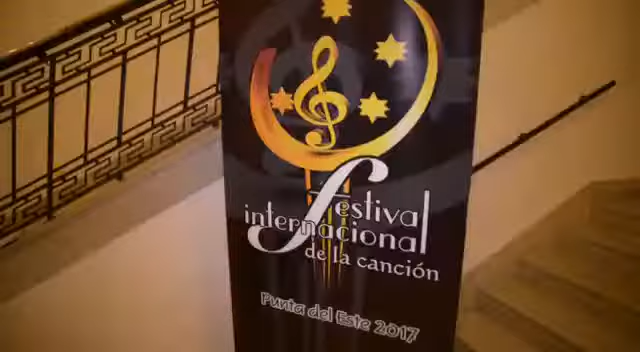 festival
internacional
de la canción
Punta del Este 2017